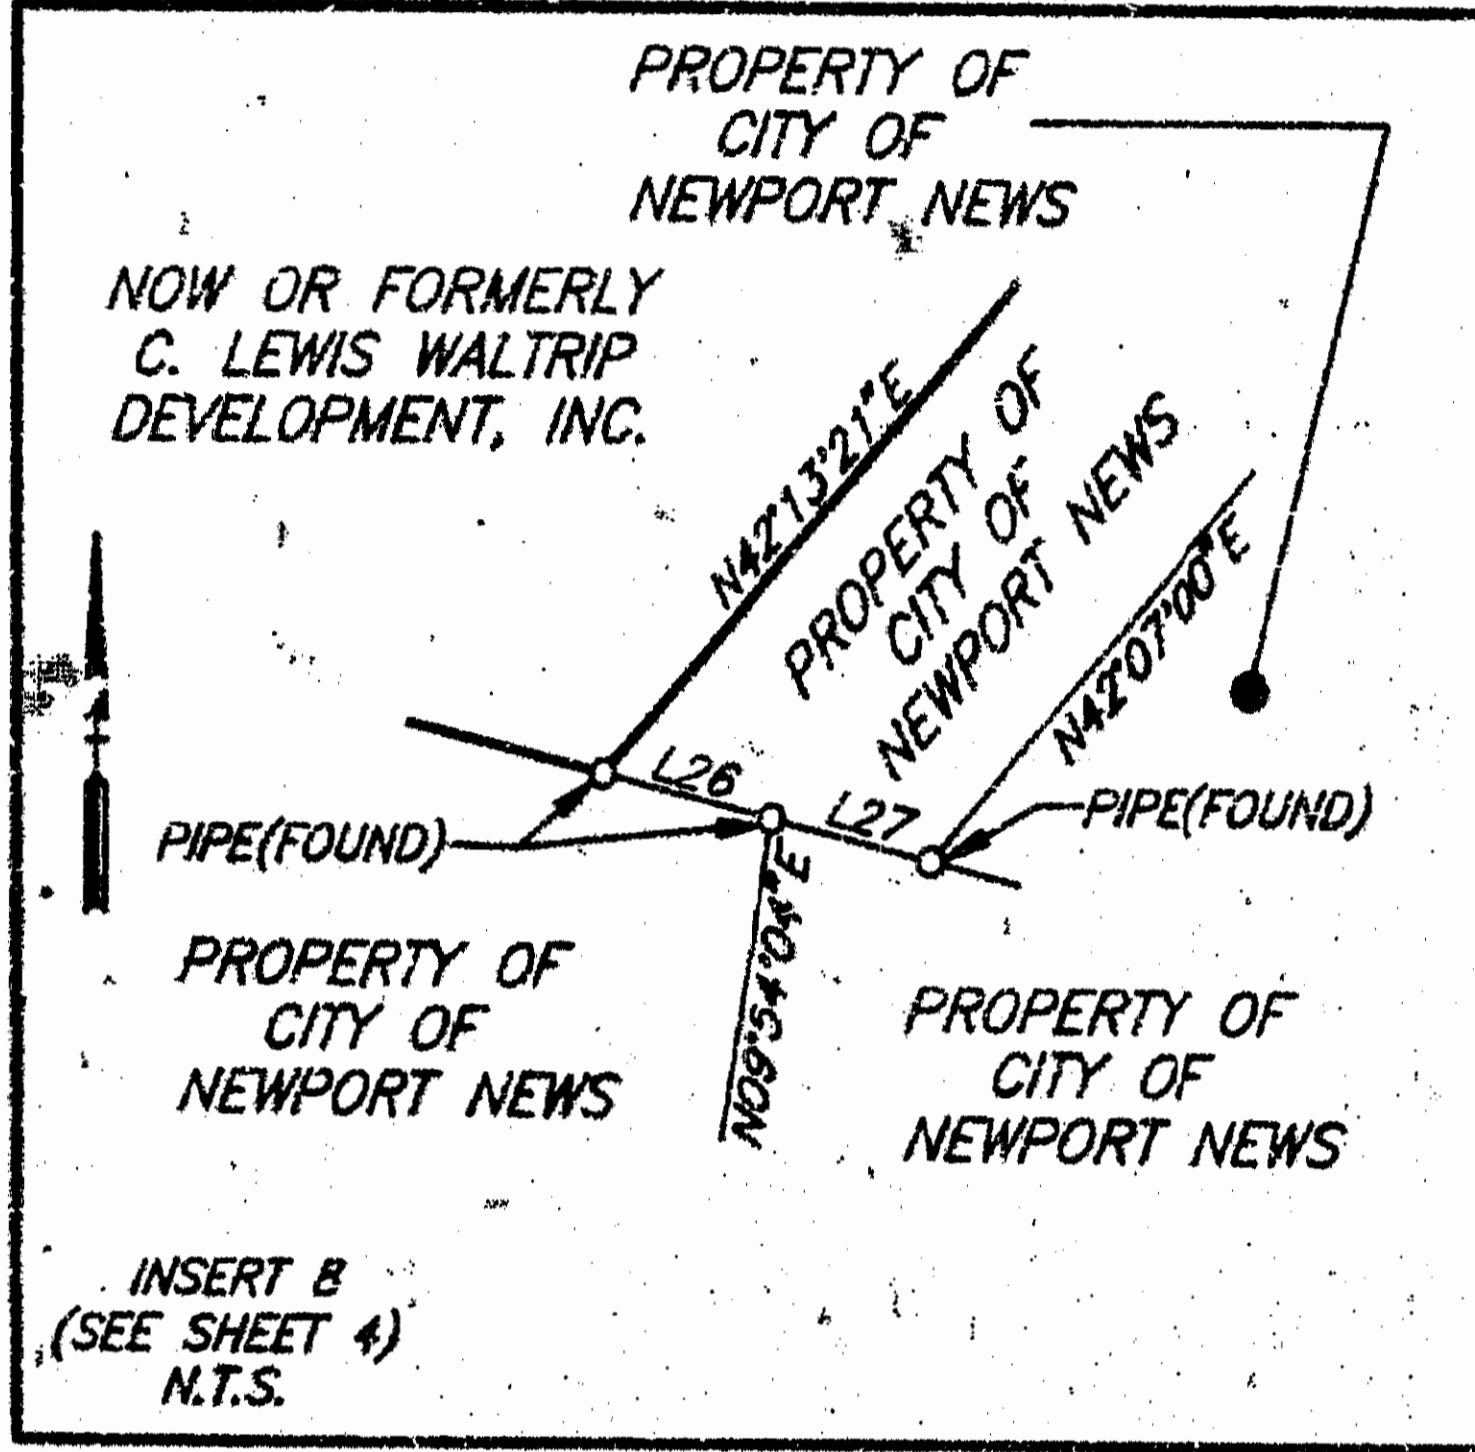 PROPERTY OF
CITY OF
NEWPORT NEWS
NOW OR FORMERLY
C. LEWIS WALTRIP
DEVELOPMENT, INC.
N42°13'21"E
PROPERTY OF
CITY OF
NEWPORT NEWS
N42°07'00"E
L26
L27
PIPE(FOUND)
PIPE(FOUND)
N09°54'04"E
PROPERTY OF
CITY OF
NEWPORT NEWS
PROPERTY OF
CITY OF
NEWPORT NEWS
INSERT B
(SEE SHEET 4)
N.T.S.